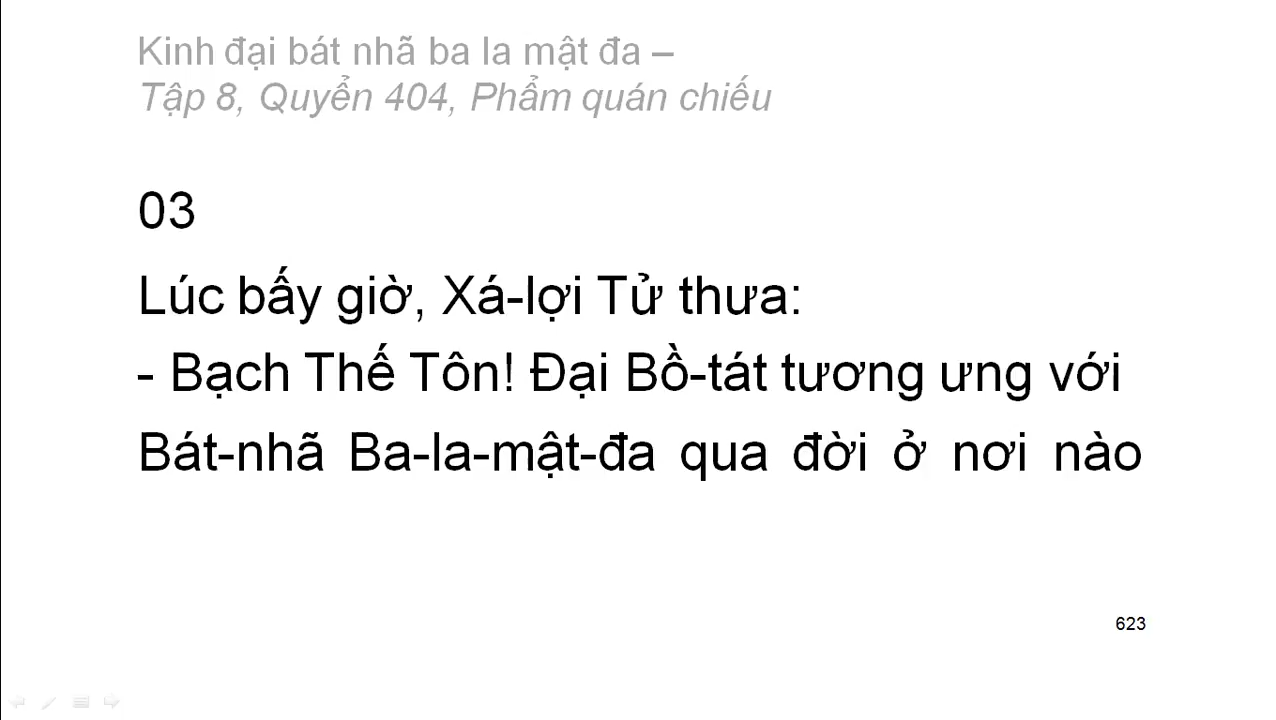 Kinh đại bát nhã ba la mật đa –
Tập 8, Quyển 404, Phẩm quán chiếu
03
Lúc bấy giờ, Xá-lợi Tử thưa:
- Bạch Thế Tôn! Đại Bồ-tát tương ưng với
Bát-nhã Ba-la-mật-đa qua đời ở nơi nào
623